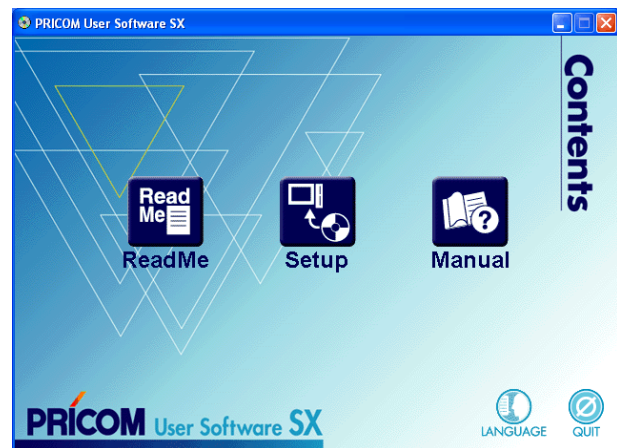 PRICOM User Software SX
Contents
Read
Me
ReadMe
Setup
?
Manual
PRICOM User Software SX
LANGUAGE
QUIT